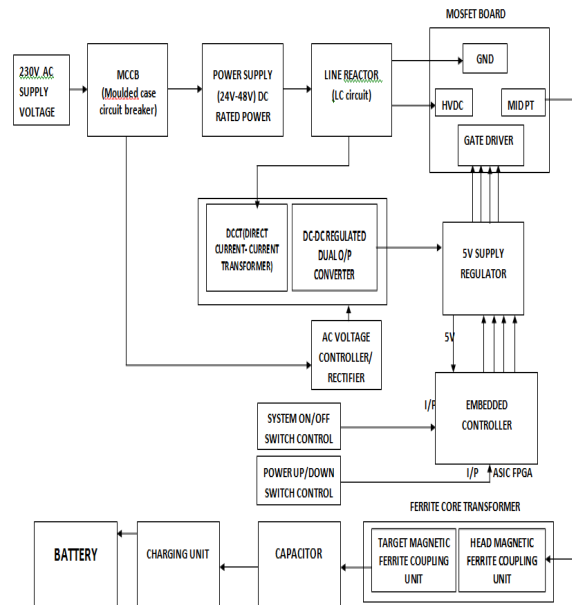 MOSFET BOARD
230V AC
SUPPLY
VOLTAGE
MCCB
(Moulded case
circuit breaker)
POWER SUPPLY
(24V-48V) DC
RATED POWER
LINE REACTOR
(LC circuit)
GND
HVDC
MID PT
GATE DRIVER
DCCT(DIRECT
CURRENT- CURRENT
TRANSFORMER)
DC-DC REGULATED
DUAL O/P
CONVERTER
5V SUPPLY
REGULATOR
AC VOLTAGE
CONTROLLER/
RECTIFIER
5V
SYSTEM ON/OFF
SWITCH CONTROL
I/P
EMBEDDED
CONTROLLER
POWER UP/DOWN
SWITCH CONTROL
I/P
ASIC FPGA
FERRITE CORE TRANSFORMER
BATTERY
CHARGING UNIT
CAPACITOR
TARGET MAGNETIC
FERRITE COUPLING
UNIT
HEAD MAGNETIC
FERRITE COUPLING
UNIT